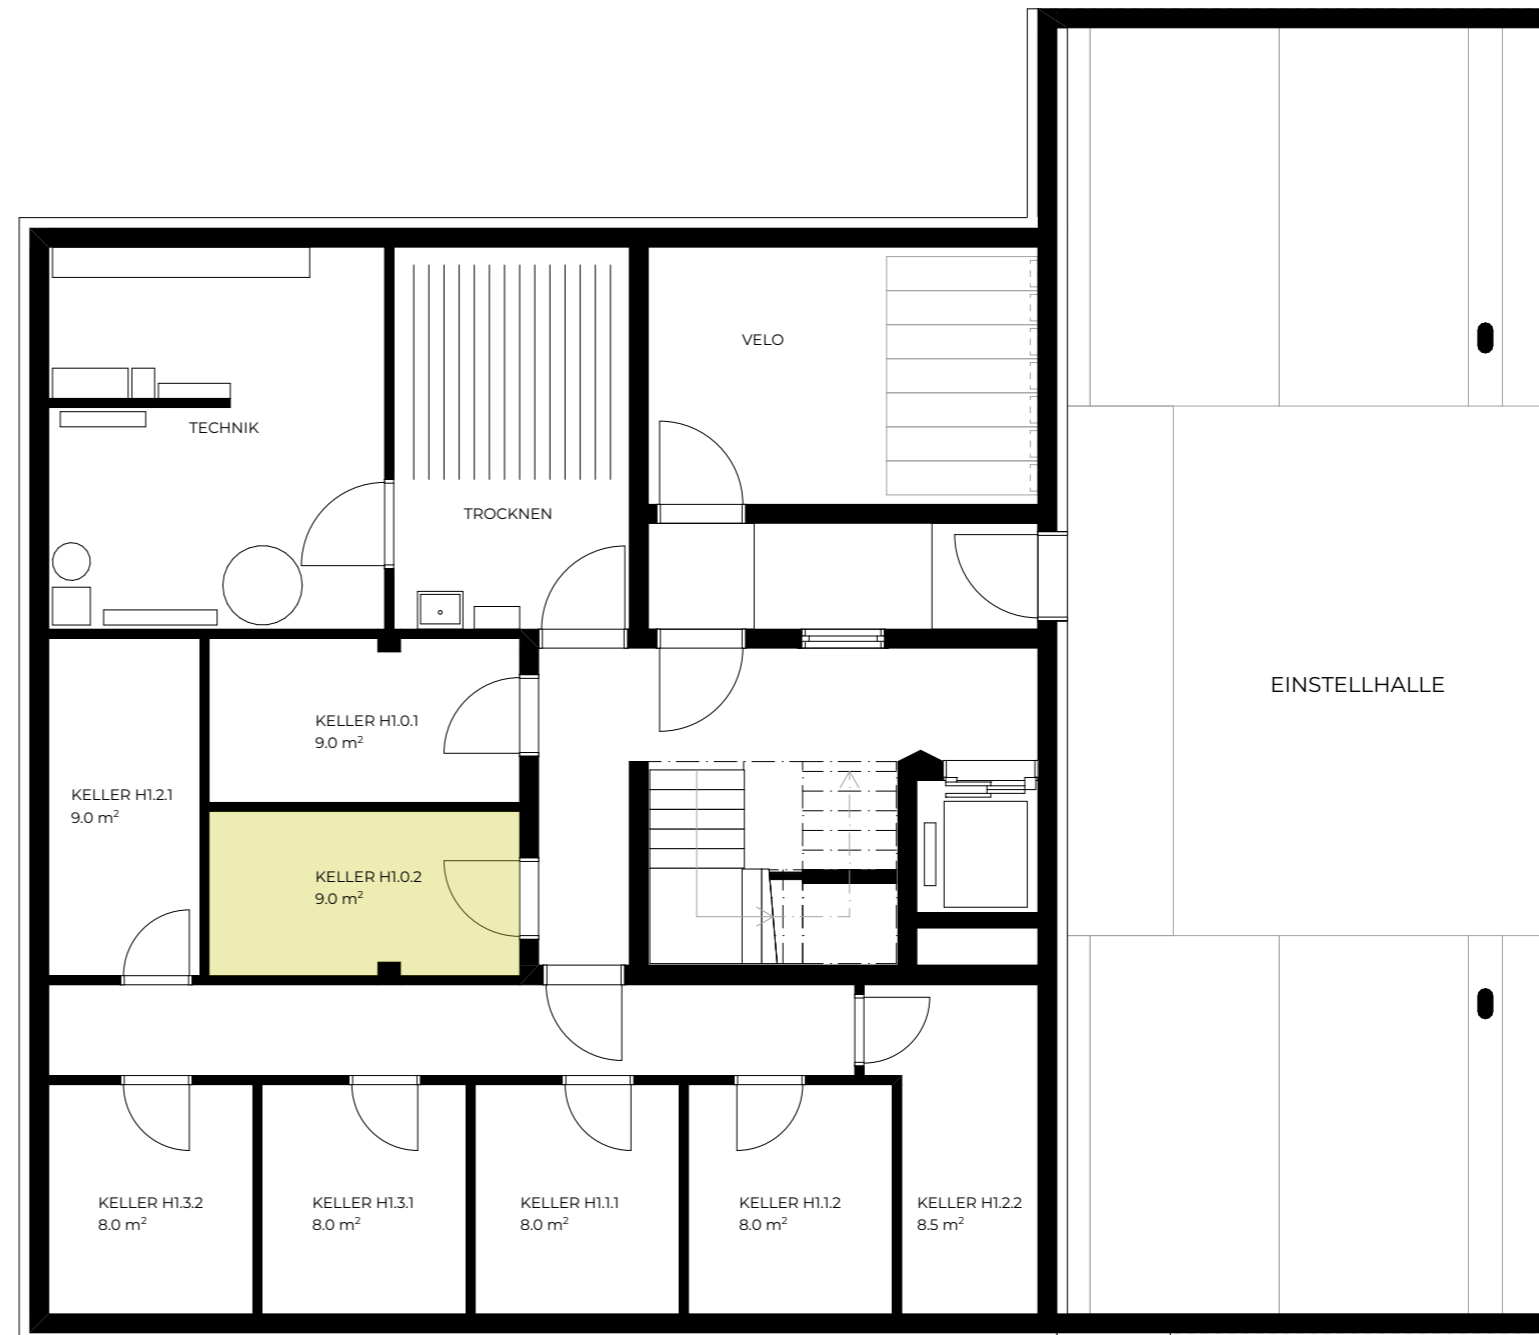 VELO
TECHNIK
TROCKNEN
EINSTELLHALLE
KELLER H1.0.1
9.0 m²
KELLER H1.2.1
9.0 m²
KELLER H1.0.2
9.0 m²
KELLER H1.3.2
8.0 m²
KELLER H1.3.1
8.0 m²
KELLER H1.1.1
8.0 m²
KELLER H1.1.2
8.0 m²
KELLER H1.2.2
8.5 m²